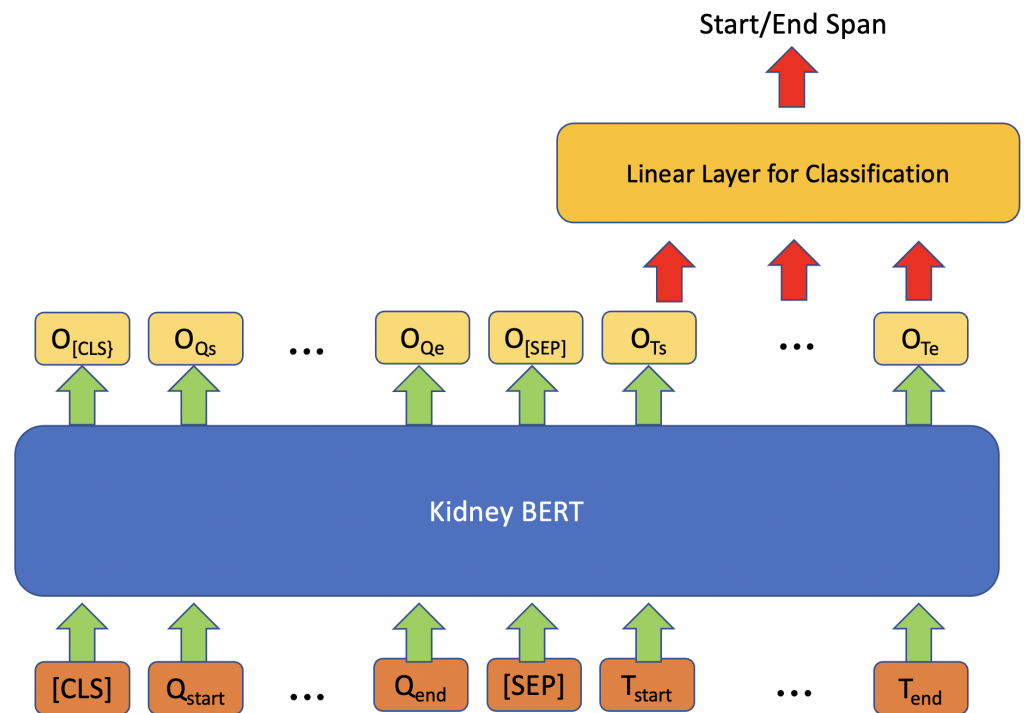 Start/End Span
Linear Layer for Classification
O[CLS} OQs ... OQe O[SEP] OTs ... OTe
Kidney BERT
[CLS] Qstart ... Qend [SEP] Tstart ... Tend